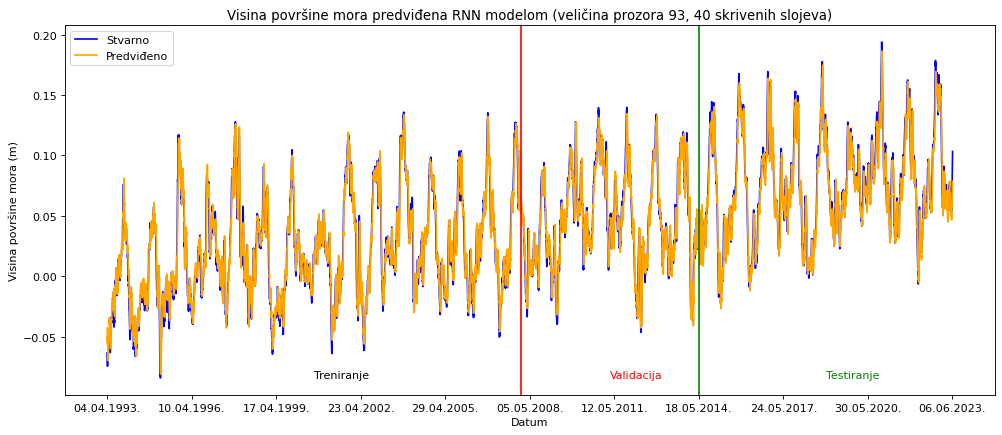 Visina površine mora predviđena RNN modelom (veličina prozora 93, 40 skrivenih slojeva)
Stvarno
Predviđeno
Visina površine mora (m)
0.20
0.15
0.10
0.05
0.00
−0.05
Treniranje
Validacija
Testiranje
04.04.1993.
10.04.1996.
17.04.1999.
23.04.2002.
29.04.2005.
05.05.2008.
12.05.2011.
18.05.2014.
24.05.2017.
30.05.2020.
06.06.2023.
Datum